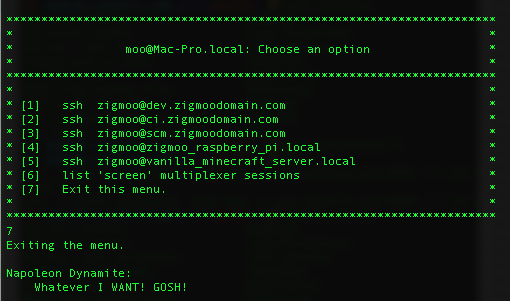 **********************************************************************
*                                                                    *
*                moo@Mac-Pro.local: Choose an option                 *
*                                                                    *
**********************************************************************
*                                                                    *
* [1]   ssh  zigmoo@dev.zigmoodomain.com                             *
* [2]   ssh  zigmoo@ci.zigmoodomain.com                              *
* [3]   ssh  zigmoo@scm.zigmoodomain.com                             *
* [4]   ssh  zigmoo@zigmoo_raspberry_pi.local                        *
* [5]   ssh  zigmoo@vanilla_minecraft_server.local                   *
* [6]   list 'screen' multiplexer sessions                           *
* [7]   Exit this menu.                                              *
*                                                                    *
**********************************************************************
7
Exiting the menu.

Napoleon Dynamite:
    Whatever I WANT! GOSH!